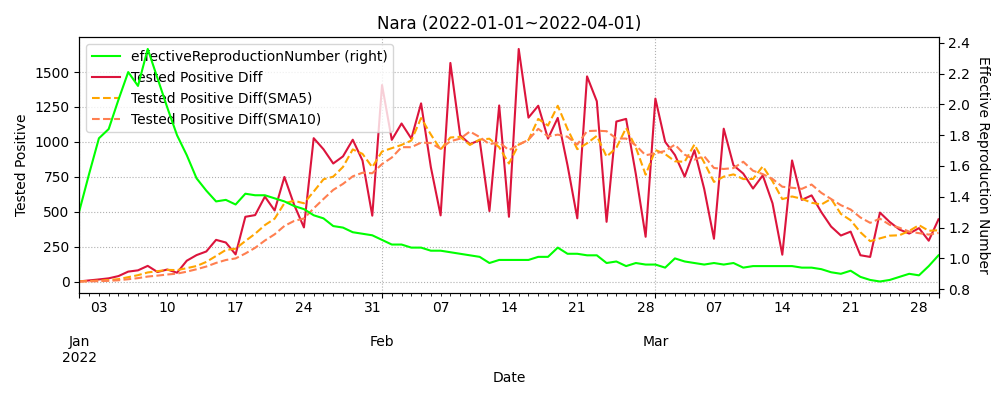 Nara (2022-01-01~2022-04-01)
effectiveReproductionNumber (right)
Tested Positive Diff
Tested Positive Diff(SMA5)
Tested Positive Diff(SMA10)
Tested Positive
1500
1250
1000
750
500
250
0
2.4
2.2
2.0
1.8
1.6
1.4
1.2
1.0
0.8
Effective Reproduction Number
03 10 17 24 31 07 14 21 28 07 14 21 28
Jan Feb Mar
2022
Date